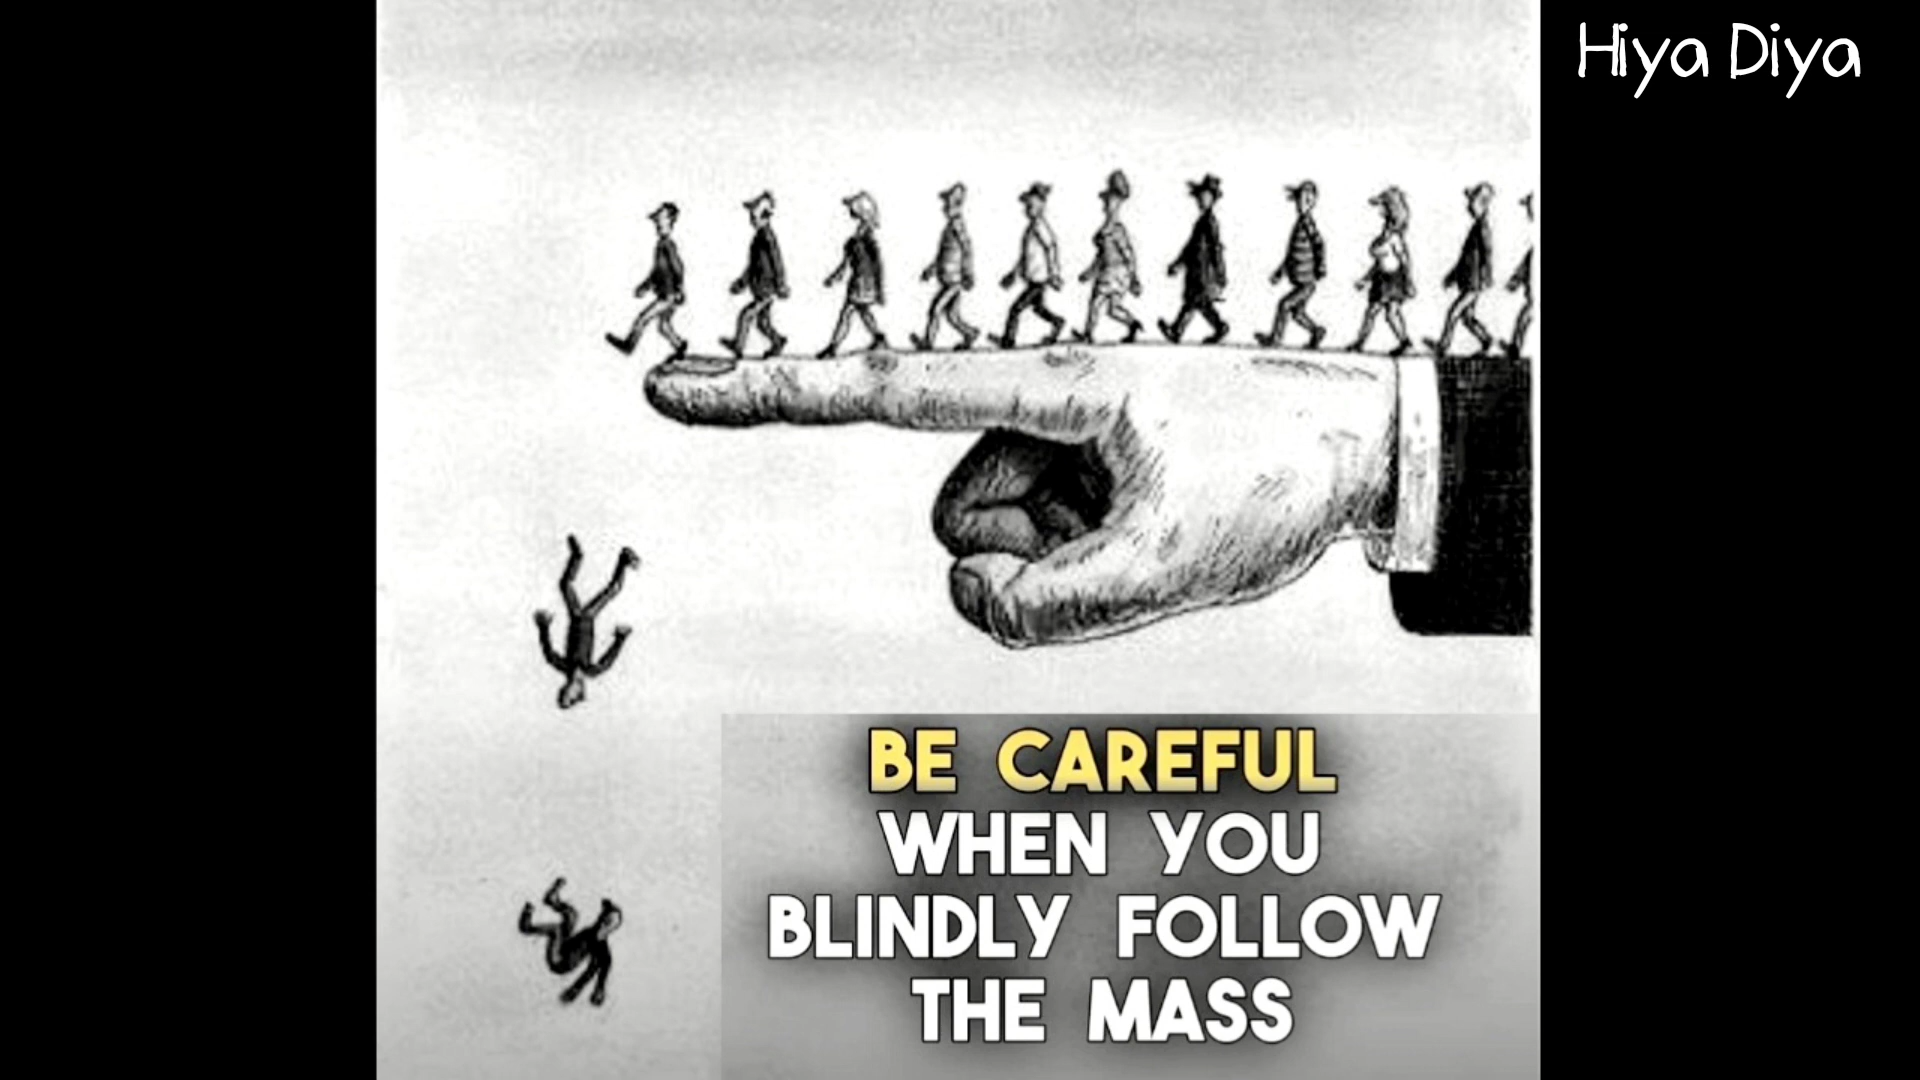 Hiya Diya
BE CAREFUL
WHEN YOU
BLINDLY FOLLOW
THE MASS